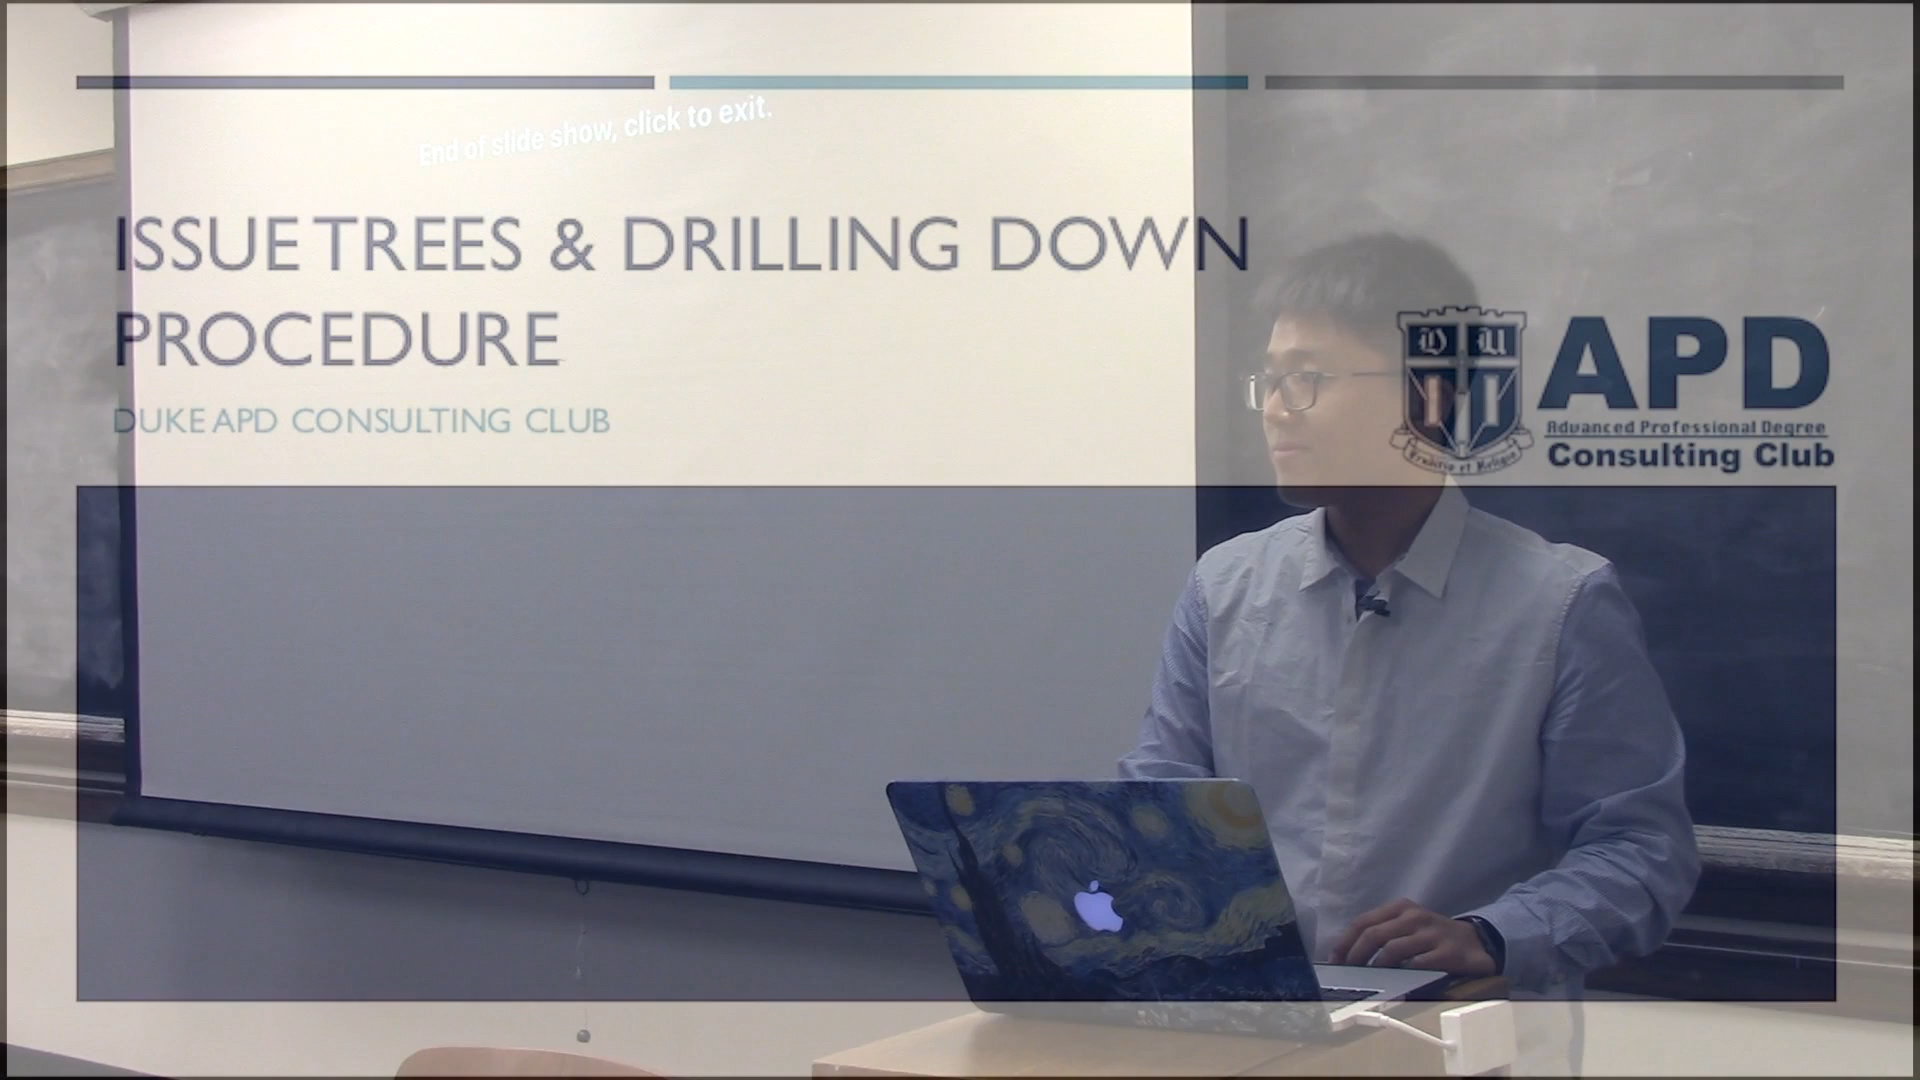 End of slide show, click to exit.
ISSUE TREES & DRILLING DOWN
PROCEDURE
DUKE APD CONSULTING CLUB
D U
APD
Advanced Professional Degree
Consulting Club